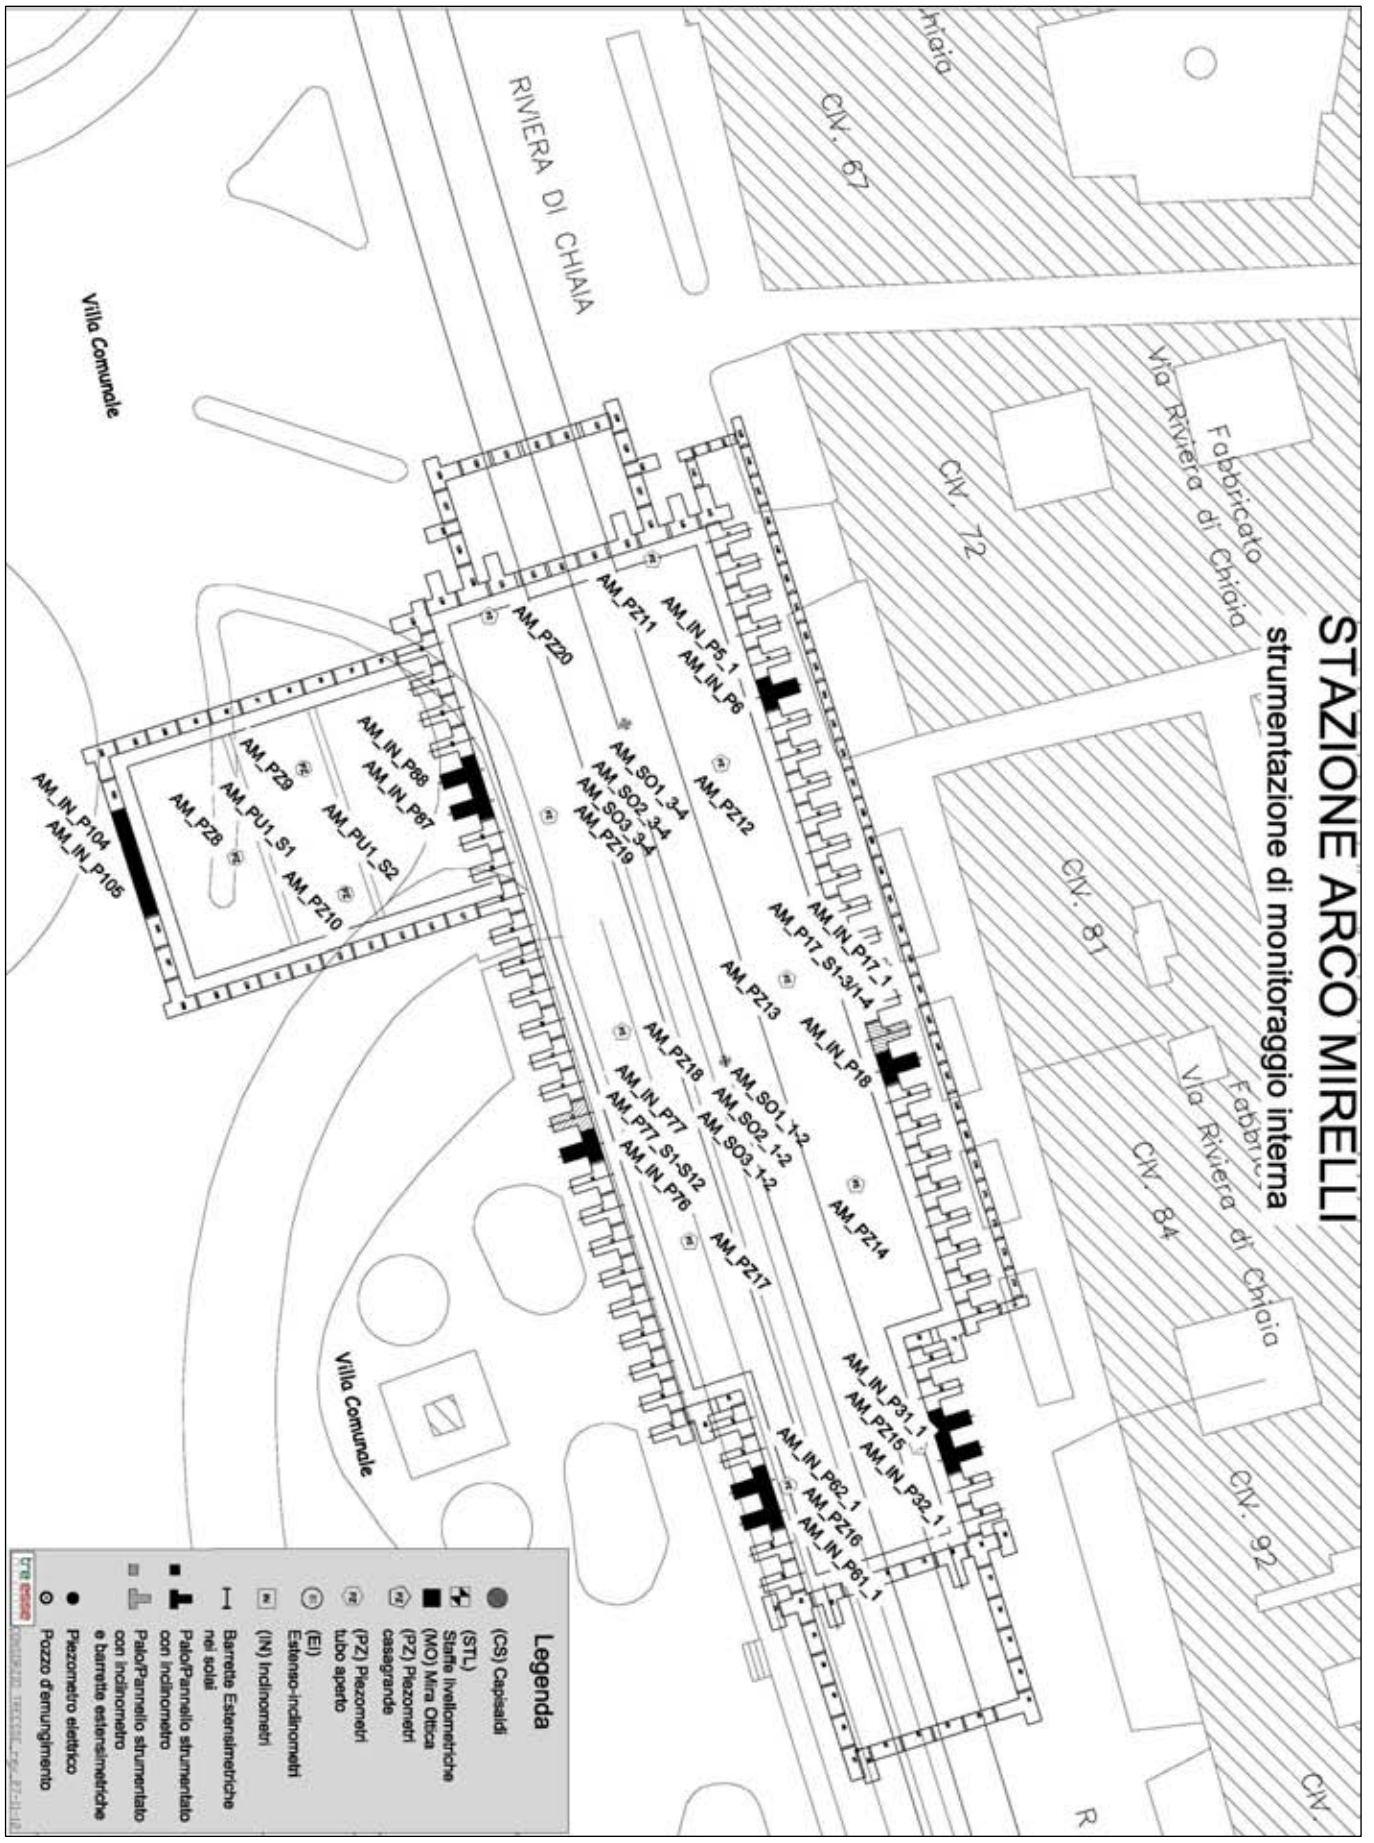 STAZIONE ARCO MIRELLI
strumentazione di monitoraggio interna
CIV. 67
CIV. 72
CIV. 81
CIV. 84
CIV. 92
CIV.
Fabbricato
Via Riviera di Chiaia
Via Riviera di Chiaia
RIVIERA DI CHIAIA
R
Villa Comunale
Villa Comunale
AM_PZ11
AM_PZ20
AM_IN_P5_1
AM_IN_P6
AM_SO1_3-4
AM_SO2_3-4
AM_SO3_3-4
AM_PZ19
AM_PZ12
AM_IN_P17_1
AM_P17_S1-3/1-4
AM_PZ13
AM_IN_P18
AM_PZ18
AM_SO1_1-2
AM_SO2_1-2
AM_SO3_1-2
AM_IN_P77
AM_P77_S1-S12
AM_IN_P76
AM_PZ14
AM_PZ17
AM_IN_P31_1
AM_PZ15
AM_IN_P32_1
AM_IN_P62_1
AM_PZ16
AM_IN_P61_1
AM_IN_P88
AM_IN_P87
AM_PZ9
AM_PU1_S1
AM_PU1_S2
AM_PZ8
AM_PZ10
AM_IN_P104
AM_IN_P105
Legenda
(CS) Capisaldi
(STL)
Staffe livellometriche
(MO) Mira Ottica
(PZ) Piezometri
casagrande
(PZ) Piezometri
tubo aperto
(EI)
Estenso-inclinometri
(IN) Inclinometri
Barrette Estensimetriche
nei solai
Palo/Pannello strumentato
con inclinometro
Palo/Pannello strumentato
con inclinometro
e barrette estensimetriche
Piezometro elettrico
Pozzo d'emungimento
tre esse